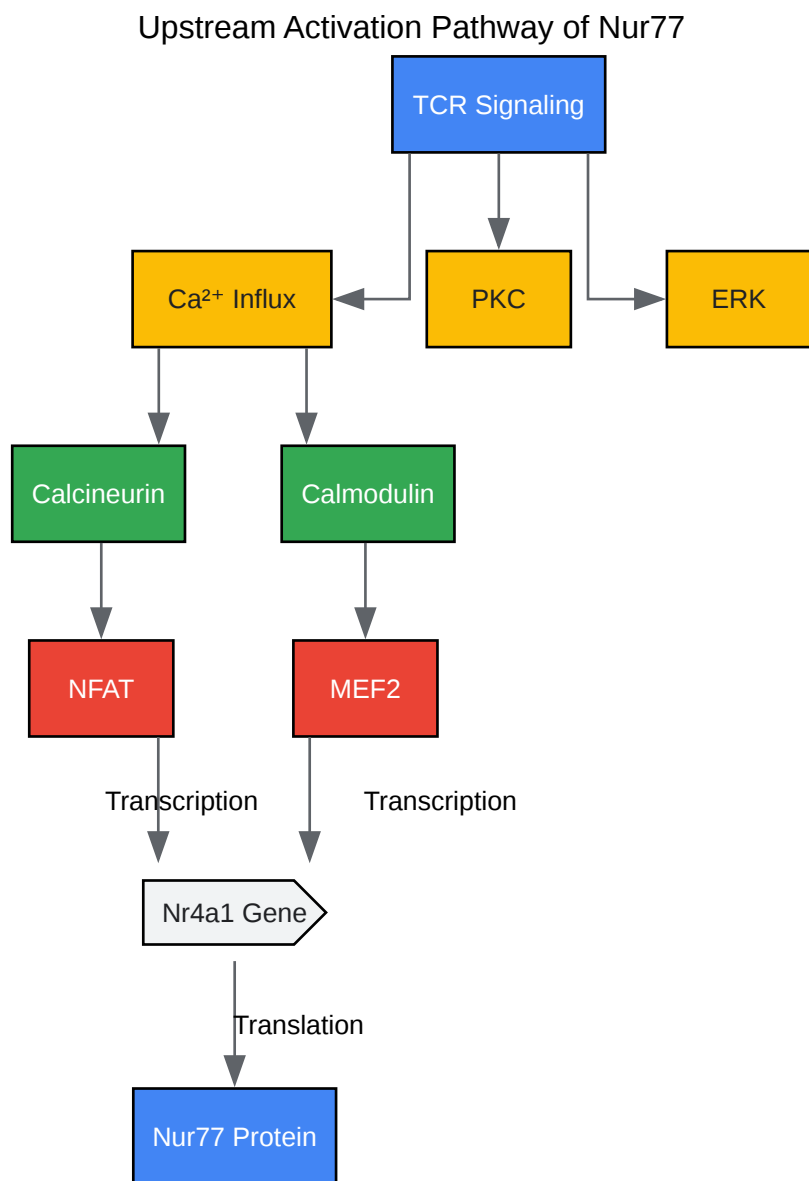 Upstream Activation Pathway of Nur77
TCR Signaling
Ca²⁺ Influx
PKC
ERK
Calcineurin
Calmodulin
NFAT
MEF2
Transcription
Transcription
Nr4a1 Gene
Translation
Nur77 Protein